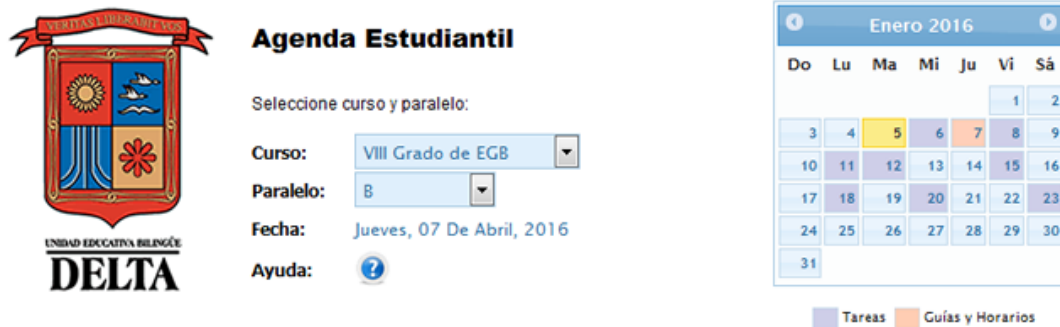 VERITAS LIBERABIT VOS
UNIDAD EDUCATIVA BILINGÜE
DELTA
Agenda Estudiantil
Seleccione curso y paralelo:
Curso: VIII Grado de EGB
Paralelo: B
Fecha: Jueves, 07 De Abril, 2016
Ayuda: ?
Enero 2016
Do Lu Ma Mi Ju Vi Sá
1 2
3 4 5 6 7 8 9
10 11 12 13 14 15 16
17 18 19 20 21 22 23
24 25 26 27 28 29 30
31
Tareas Guías y Horarios